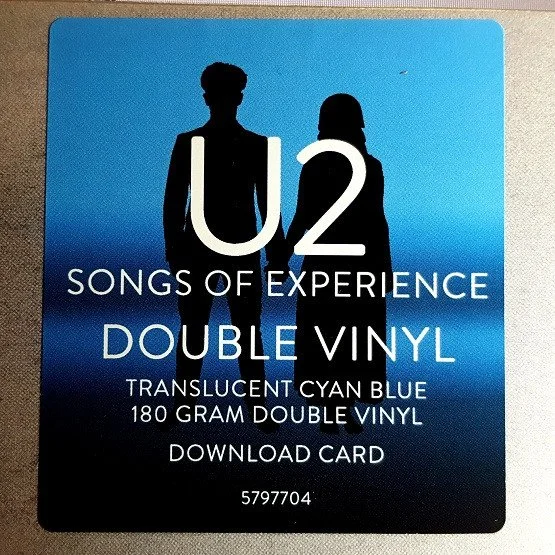 U2
SONGS OF EXPERIENCE
DOUBLE VINYL
TRANSLUCENT CYAN BLUE
180 GRAM DOUBLE VINYL
DOWNLOAD CARD
5797704